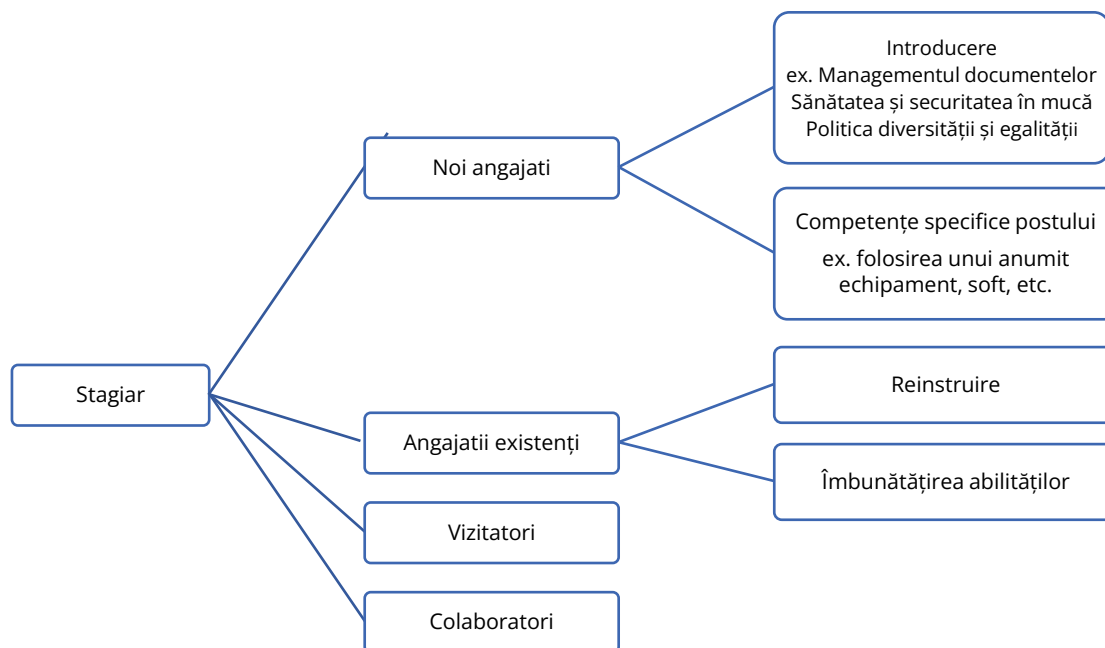 Introducere
ex. Managementul documentelor
Sănătatea și securitatea în mucă
Politica diversității și egalității
Noi angajati
Competențe specifice postului
ex. folosirea unui anumit
echipament, soft, etc.
Stagiar
Reinstruire
Angajatii existenți
Îmbunătățirea abilităților
Vizitatori
Colaboratori